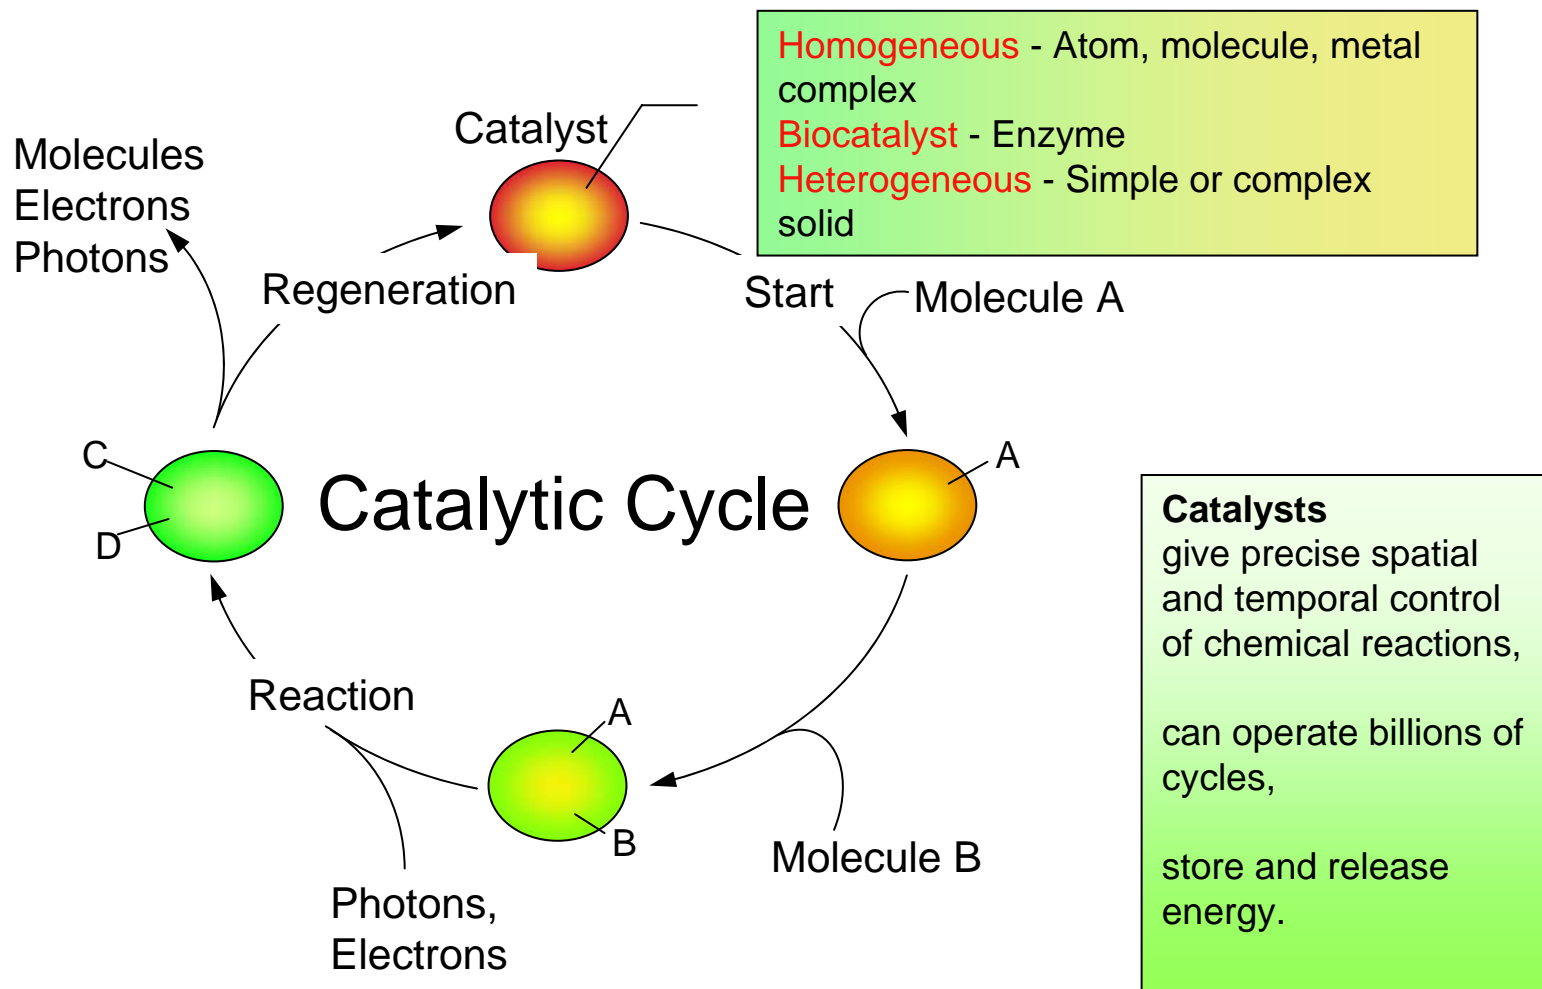 Homogeneous - Atom, molecule, metal
complex
Biocatalyst - Enzyme
Heterogeneous - Simple or complex
solid
Catalyst
Molecules
Electrons
Photons
Regeneration
Start
Molecule A
C
D
Catalytic Cycle
A
Catalysts
give precise spatial
and temporal control
of chemical reactions,
can operate billions of
cycles,
store and release
energy.
Reaction
A
B
Molecule B
Photons,
Electrons